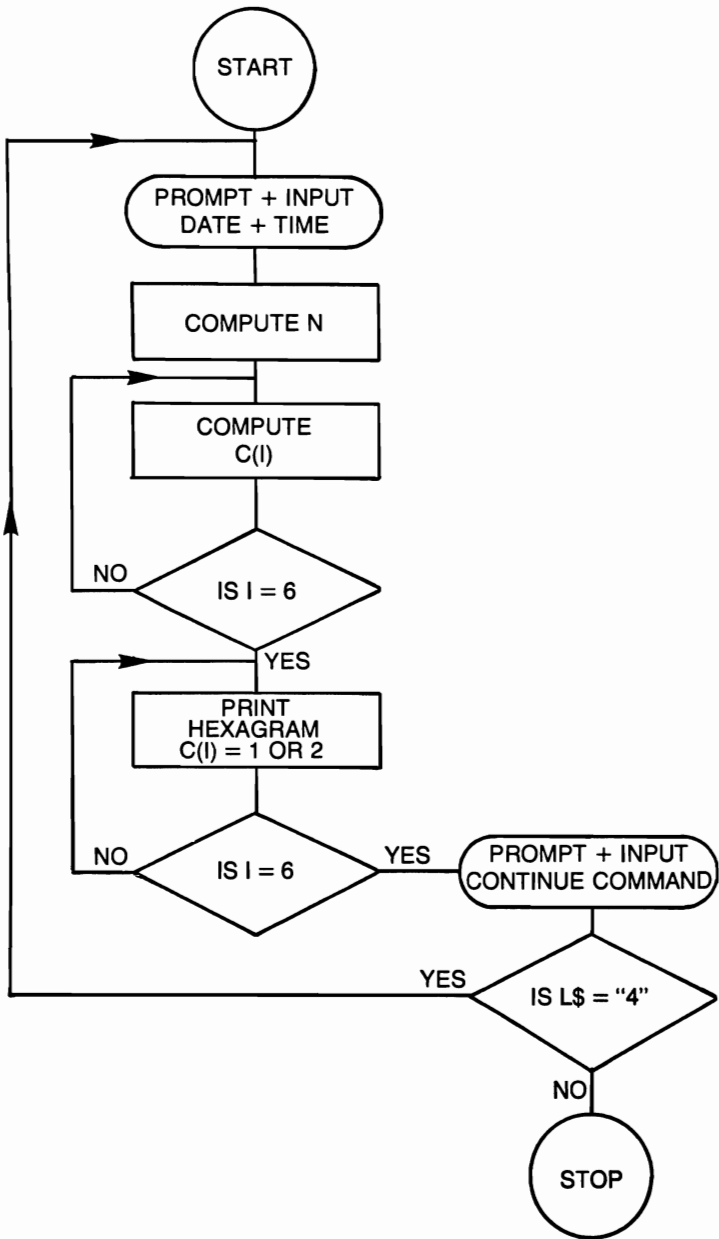 START
PROMPT + INPUT
DATE + TIME
COMPUTE N
COMPUTE
C(I)
NO
IS I = 6
YES
PRINT
HEXAGRAM
C(I) = 1 OR 2
NO
IS I = 6
YES
PROMPT + INPUT
CONTINUE COMMAND
YES
IS L$ = “4”
NO
STOP